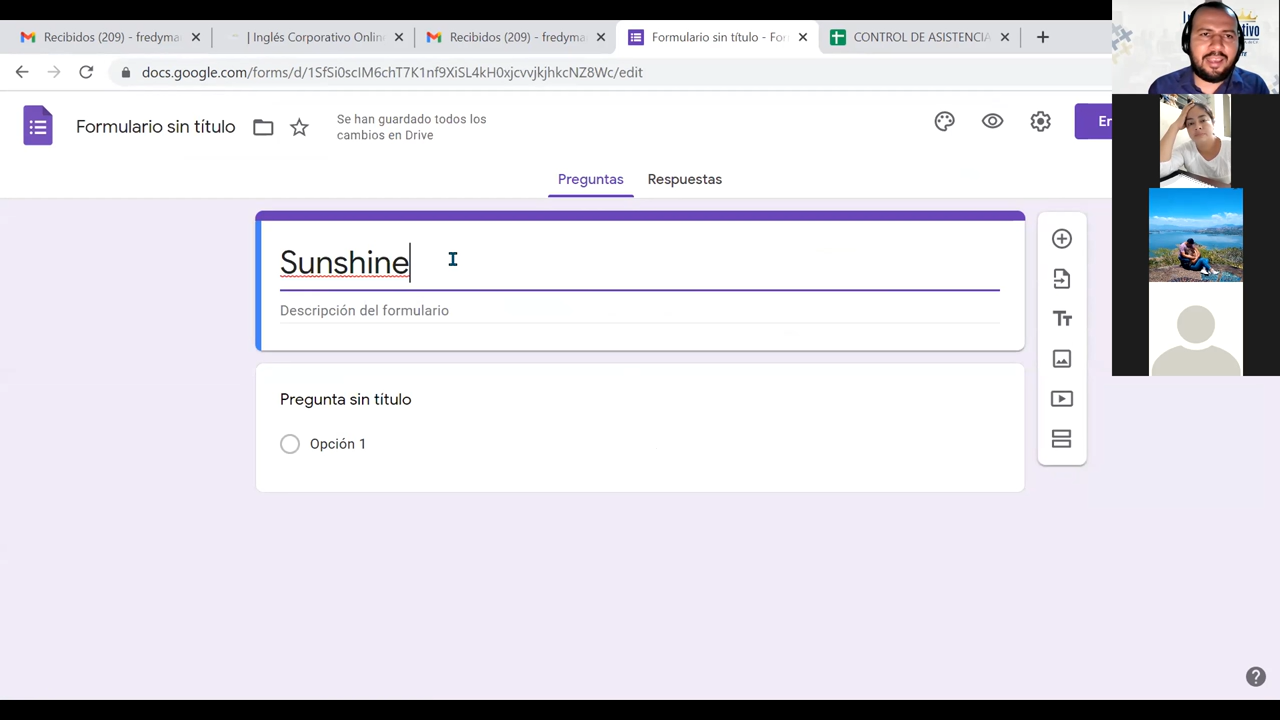 Recibidos (209) - fredyma
| Inglés Corporativo Onlin
Recibidos (209) - fredyma
Formulario sin título - For
CONTROL DE ASISTENCIA
docs.google.com/forms/d/1SfSi0scIM6chT7K1nf9XiSL4kH0xJcvvjkjhkcNZ8Wc/edit
Formulario sin título
Se han guardado todos los
cambios en Drive
En
Preguntas
Respuestas
Sunshine
Descripción del formulario
Pregunta sin título
Opción 1
Tt